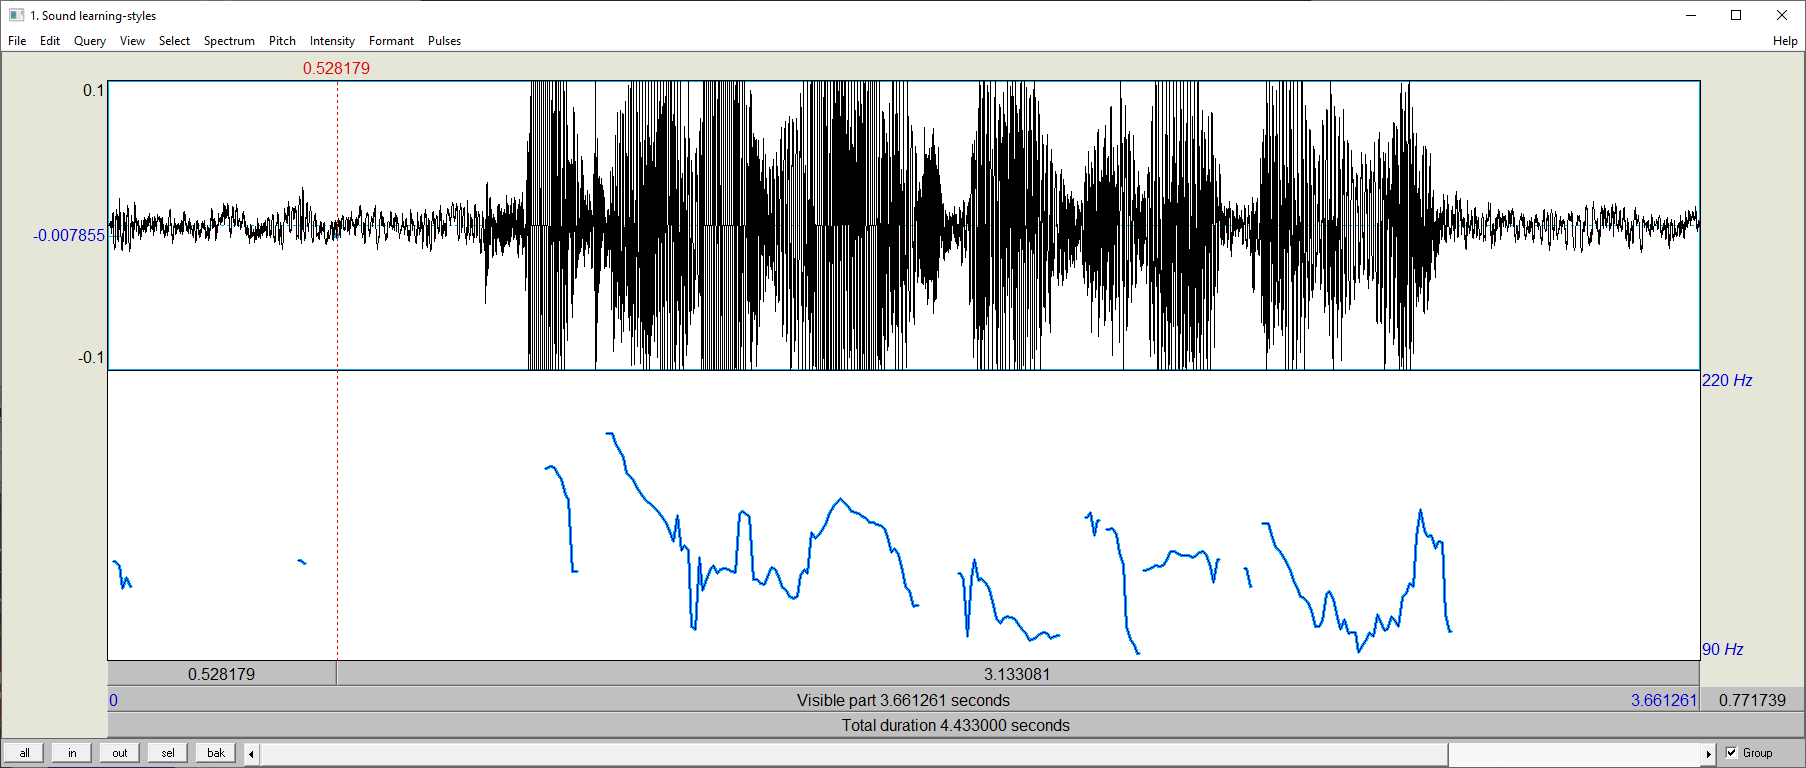 1. Sound learning-styles
File Edit Query View Select Spectrum Pitch Intensity Formant Pulses Help
0.528179
0.1
-0.007855
-0.1
220 Hz
90 Hz
0.528179 3.133081
0 Visible part 3.661261 seconds 3.661261 0.771739
Total duration 4.433000 seconds
all in out sel bak Group